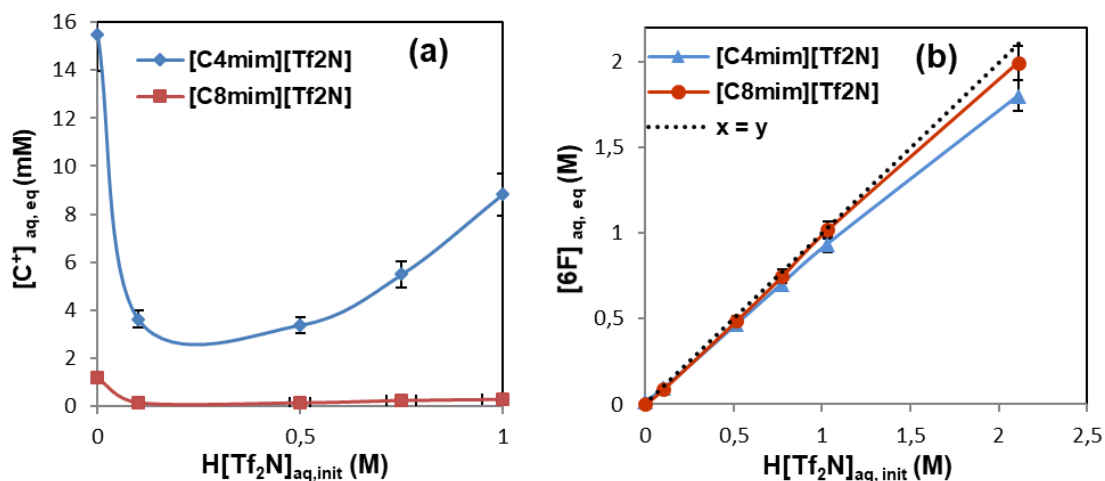 (a)
[C4mim][Tf2N]
[C8mim][Tf2N]
[C⁺] aq, eq (mM)
16
14
12
10
8
6
4
2
0
0
0,5
1
H[Tf₂N]aq,init (M)
(b)
[C4mim][Tf2N]
[C8mim][Tf2N]
x = y
[6F] aq, eq (M)
2
1,5
1
0,5
0
0
0,5
1
1,5
2
2,5
H[Tf₂N]aq, init (M)